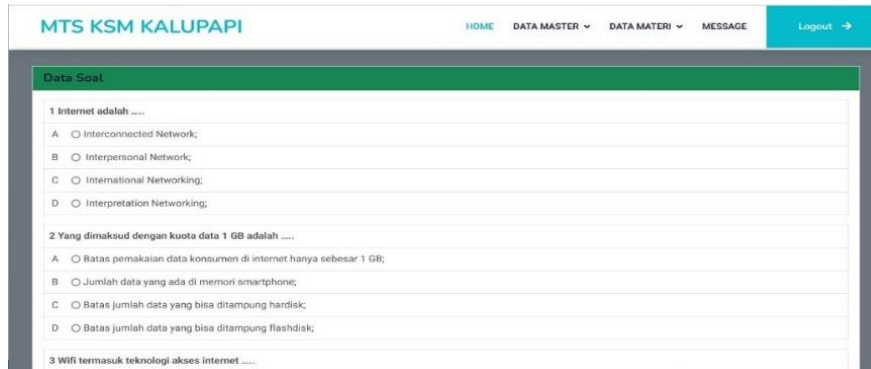 MTS KSM KALUPAPI
HOME DATA MASTER DATA MATERI MESSAGE Logout →
Data Soal
1 Internet adalah .....
A Interconnected Network;
B Interpersonal Network;
C International Networking;
D Interpretation Networking;
2 Yang dimaksud dengan kuota data 1 GB adalah .....
A Batas pemakaian data konsumen di internet hanya sebesar 1 GB;
B Jumlah data yang ada di memori smartphone;
C Batas jumlah data yang bisa ditampung hardisk;
D Batas jumlah data yang bisa ditampung flashdisk;
3 Wifi termasuk teknologi akses internet .....